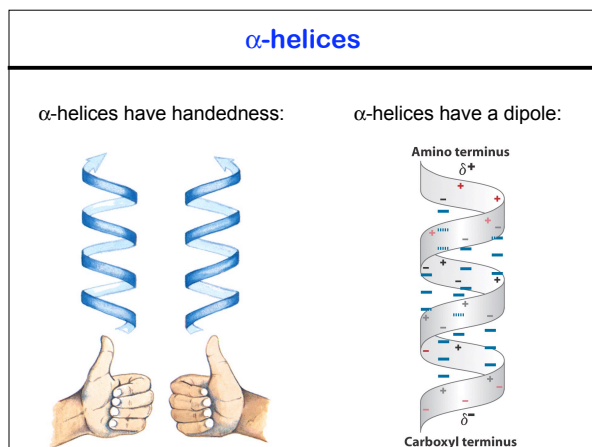 α-helices
α-helices have handedness:
α-helices have a dipole:
Amino terminus
δ+
δ–
Carboxyl terminus